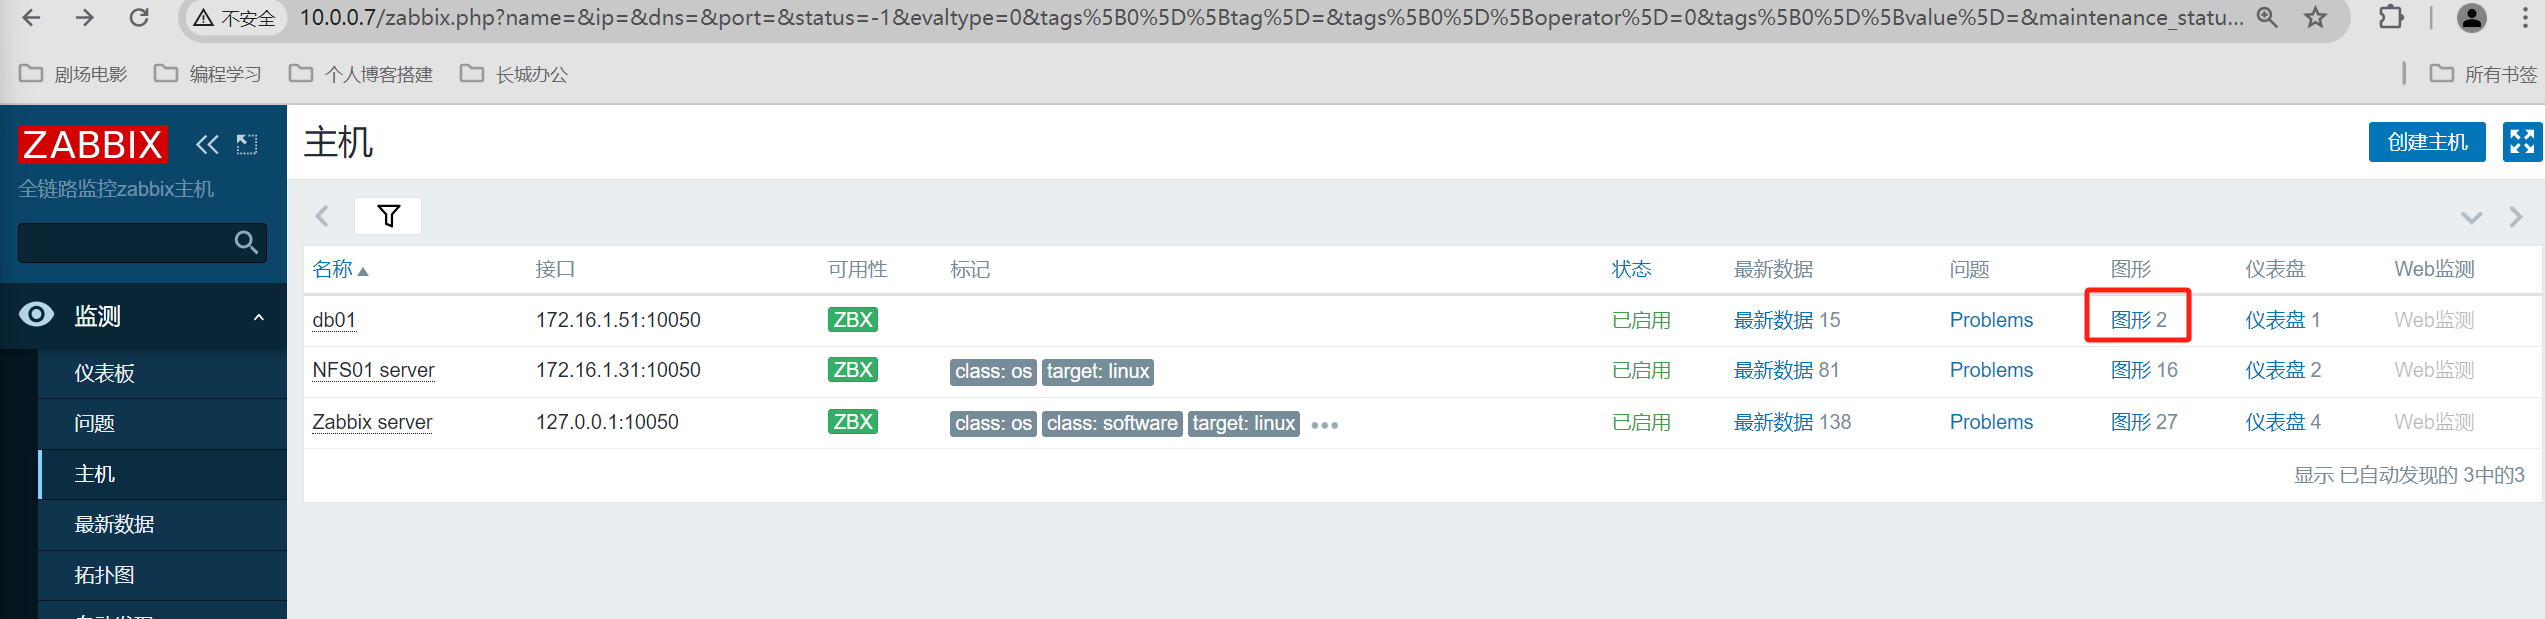 不安全 10.0.0.7/zabbix.php?name=&ip=&dns=&port=&status=-1&evaltype=0&tags%5B0%5D%5Btag%5D=&tags%5B0%5D%5Boperator%5D=0&tags%5B0%5D%5Bvalue%5D=&maintenance_statu...
剧场电影 编程学习 个人博客搭建 长城办公 所有书签
ZABBIX
全链路监控zabbix主机
监测
仪表板
问题
主机
最新数据
拓扑图
自动发现
主机 创建主机
名称 接口 可用性 标记 状态 最新数据 问题 图形 仪表盘 Web监测
db01 172.16.1.51:10050 ZBX 已启用 最新数据 15 Problems 图形 2 仪表盘 1 Web监测
NFS01 server 172.16.1.31:10050 ZBX class: os target: linux 已启用 最新数据 81 Problems 图形 16 仪表盘 2 Web监测
Zabbix server 127.0.0.1:10050 ZBX class: os class: software target: linux ••• 已启用 最新数据 138 Problems 图形 27 仪表盘 4 Web监测
显示 已自动发现的 3中的3